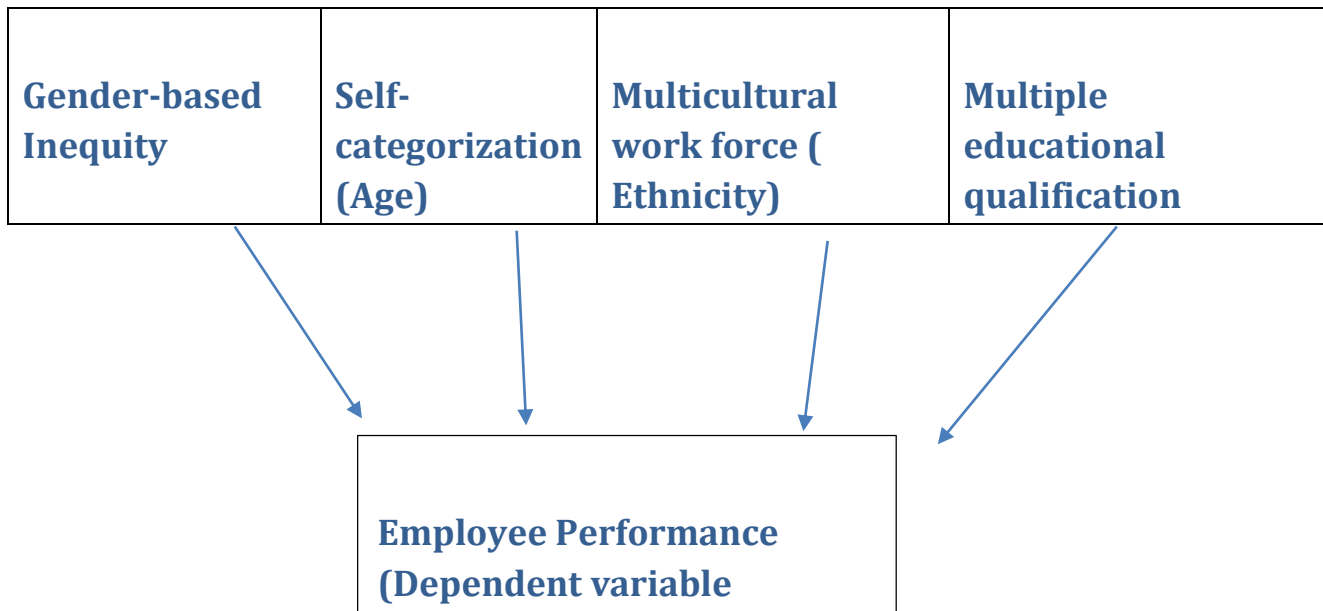 Gender-based
Inequity
Self-
categorization
(Age)
Multicultural
work force (
Ethnicity)
Multiple
educational
qualification
Employee Performance
(Dependent variable